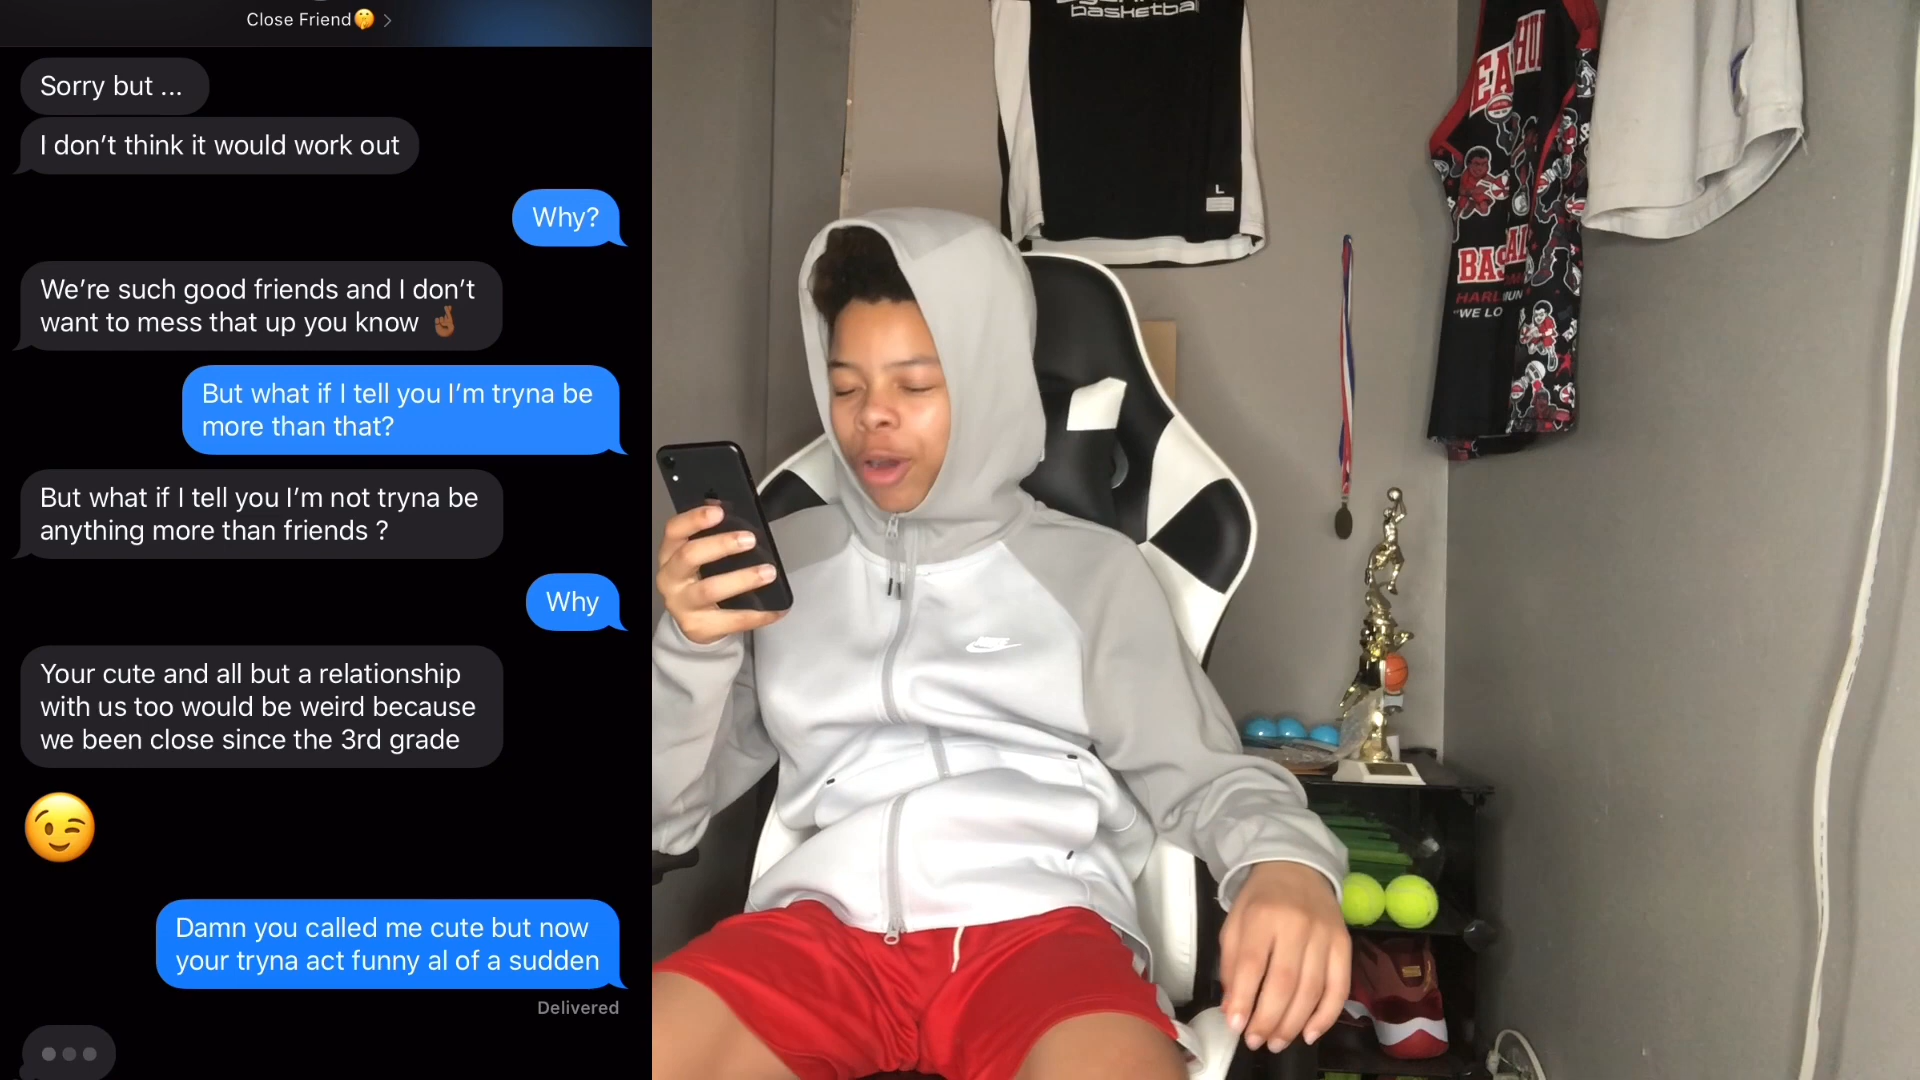 Close Friend🤫 >
Sorry but ...
I don’t think it would work out
Why?
We’re such good friends and I don’t
want to mess that up you know 🤞🏾
But what if I tell you I’m tryna be
more than that?
But what if I tell you I’m not tryna be
anything more than friends ?
Why
Your cute and all but a relationship
with us too would be weird because
we been close since the 3rd grade
😉
Damn you called me cute but now
your tryna act funny al of a sudden
Delivered
basketbal
L
"WE LO